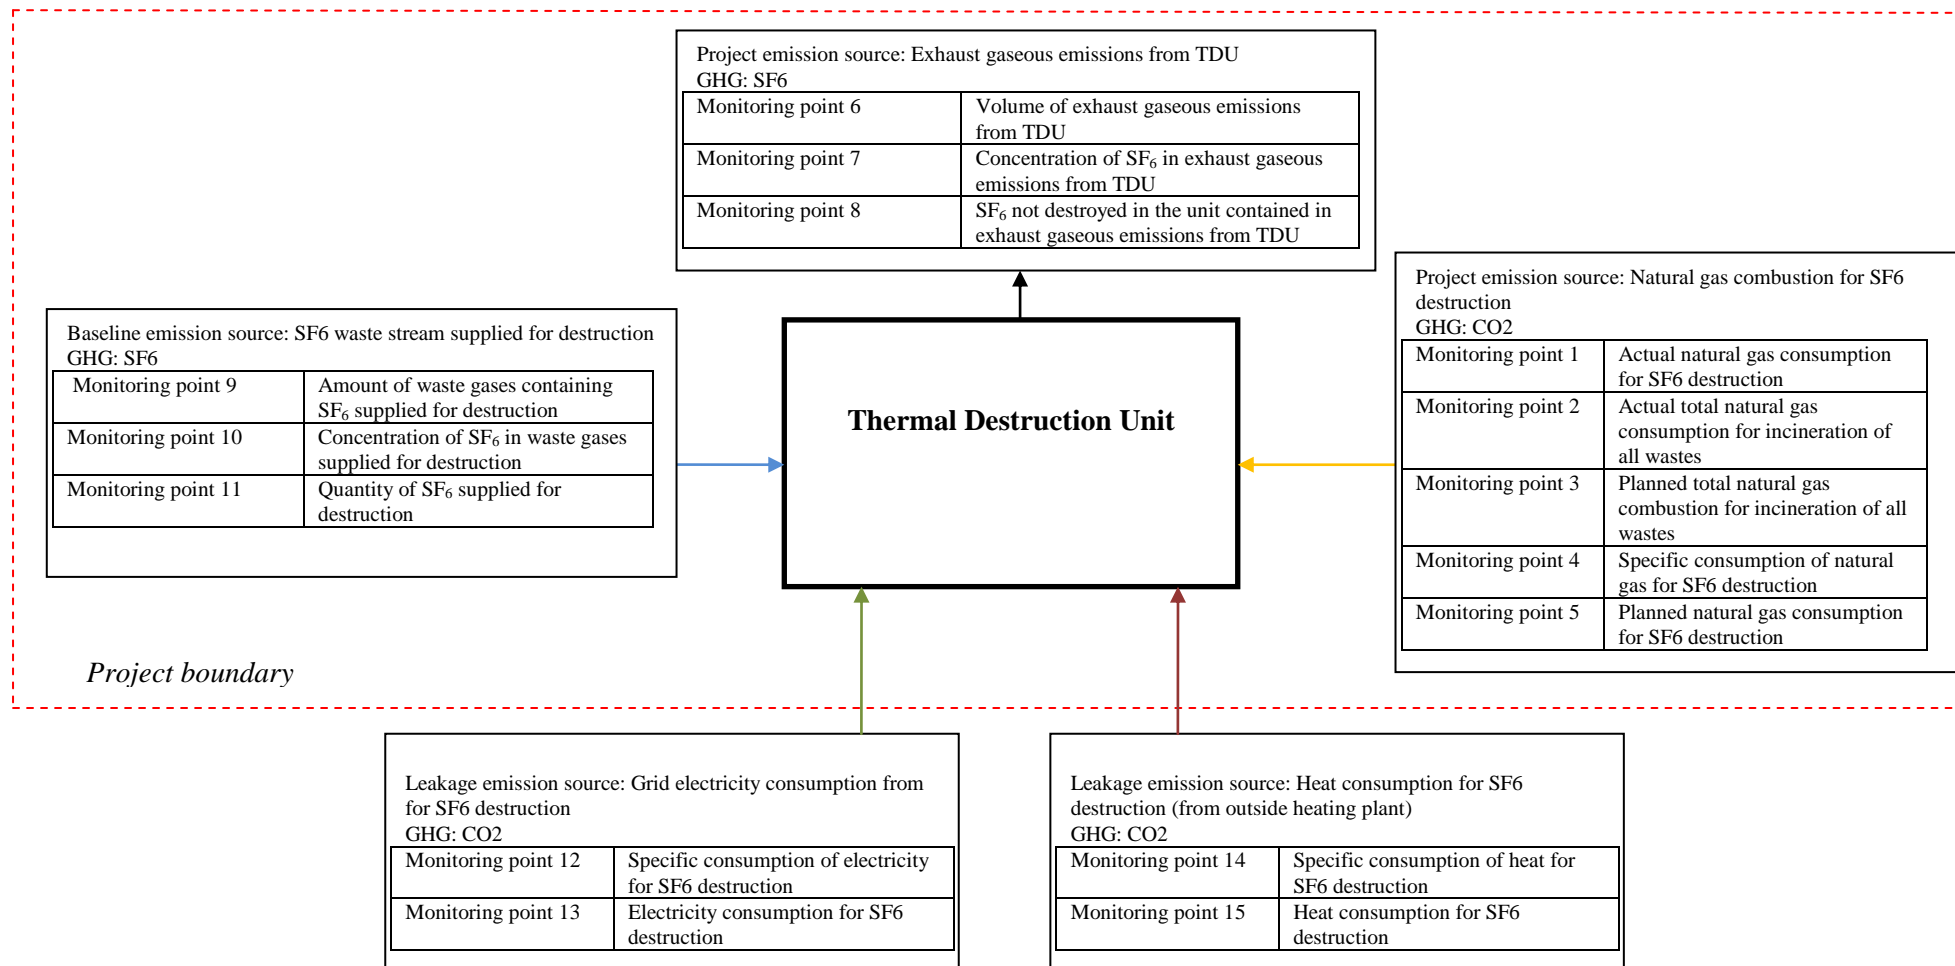 Project emission source: Exhaust gaseous emissions from TDU
GHG: SF6
Monitoring point 6
Volume of exhaust gaseous emissions
from TDU
Monitoring point 7
Concentration of SF₆ in exhaust gaseous
emissions from TDU
Monitoring point 8
SF₆ not destroyed in the unit contained in
exhaust gaseous emissions from TDU
Baseline emission source: SF6 waste stream supplied for destruction
GHG: SF6
Monitoring point 9
Amount of waste gases containing
SF₆ supplied for destruction
Monitoring point 10
Concentration of SF₆ in waste gases
supplied for destruction
Monitoring point 11
Quantity of SF₆ supplied for
destruction
Thermal Destruction Unit
Project emission source: Natural gas combustion for SF6
destruction
GHG: CO2
Monitoring point 1
Actual natural gas consumption
for SF6 destruction
Monitoring point 2
Actual total natural gas
consumption for incineration of
all wastes
Monitoring point 3
Planned total natural gas
combustion for incineration of all
wastes
Monitoring point 4
Specific consumption of natural
gas for SF6 destruction
Monitoring point 5
Planned natural gas consumption
for SF6 destruction
Project boundary
Leakage emission source: Grid electricity consumption from
for SF6 destruction
GHG: CO2
Monitoring point 12
Specific consumption of electricity
for SF6 destruction
Monitoring point 13
Electricity consumption for SF6
destruction
Leakage emission source: Heat consumption for SF6
destruction (from outside heating plant)
GHG: CO2
Monitoring point 14
Specific consumption of heat for
SF6 destruction
Monitoring point 15
Heat consumption for SF6
destruction